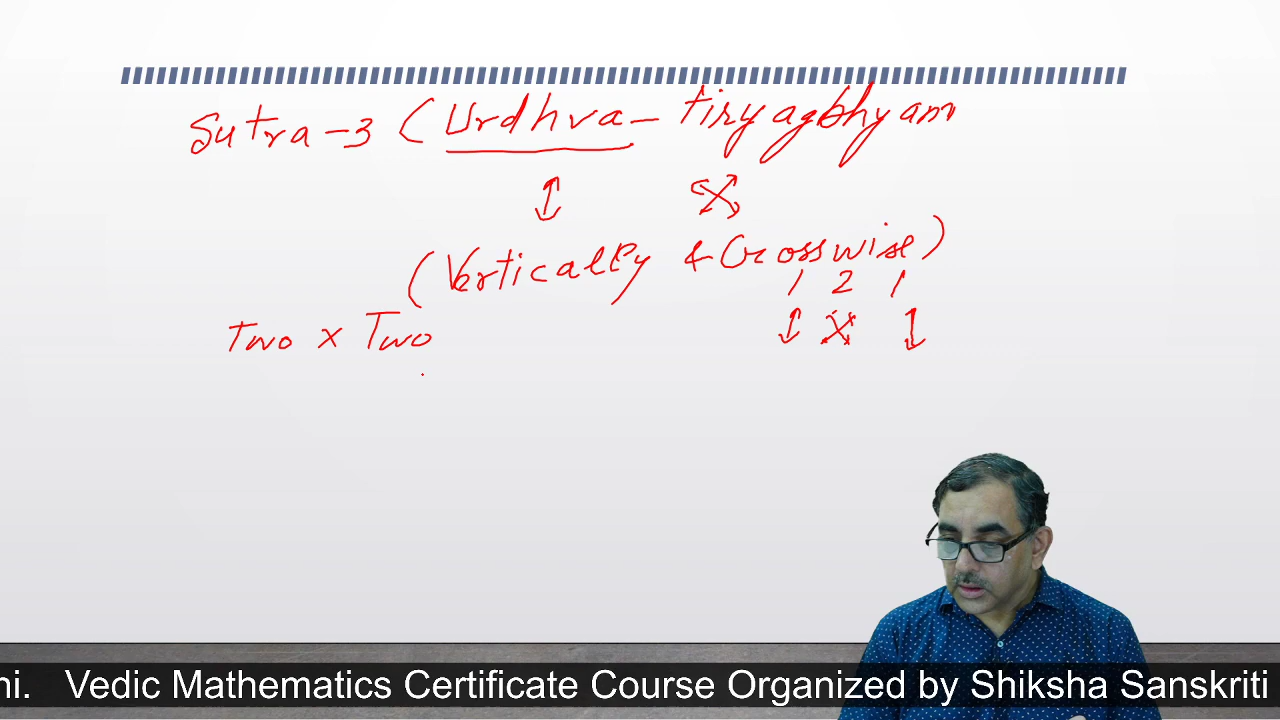 Sutra-3 (Urdhva- tiryagbhyam
(Vertically & Crosswise)
1 2 1
Two x Two
ni. Vedic Mathematics Certificate Course Organized by Shiksha Sanskriti